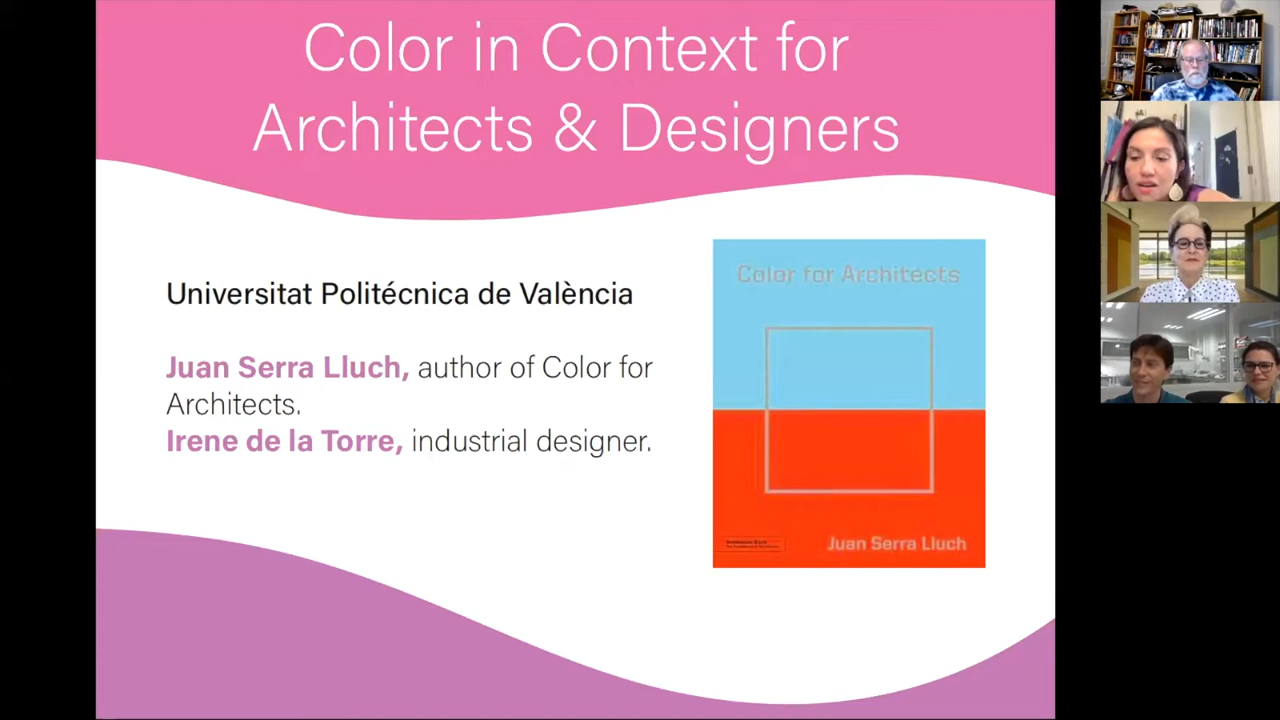 Color in Context for
Architects & Designers
Universitat Politécnica de València
Juan Serra Lluch, author of Color for
Architects.
Irene de la Torre, industrial designer.
Color for Architects
Juan Serra Lluch